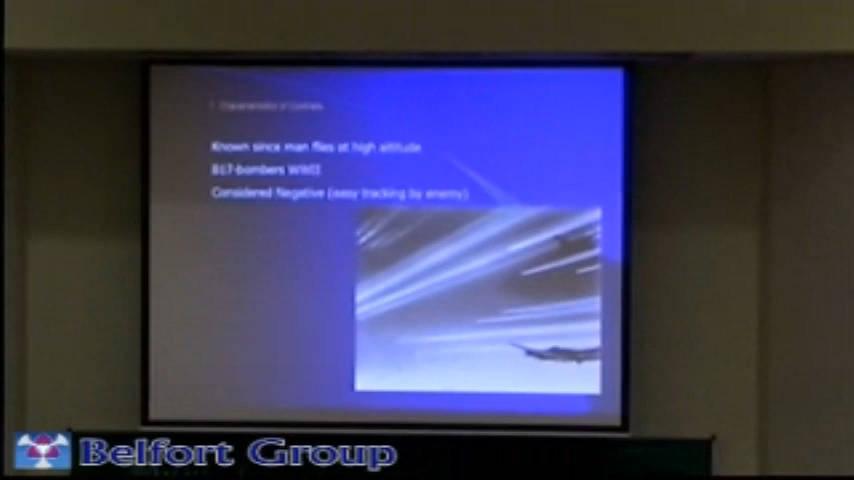 Characteristics of Contrails
Known since man flies at high altitude
B17-bombers WWII
Considered Negative (easy tracking by enemy)
Belfort Group